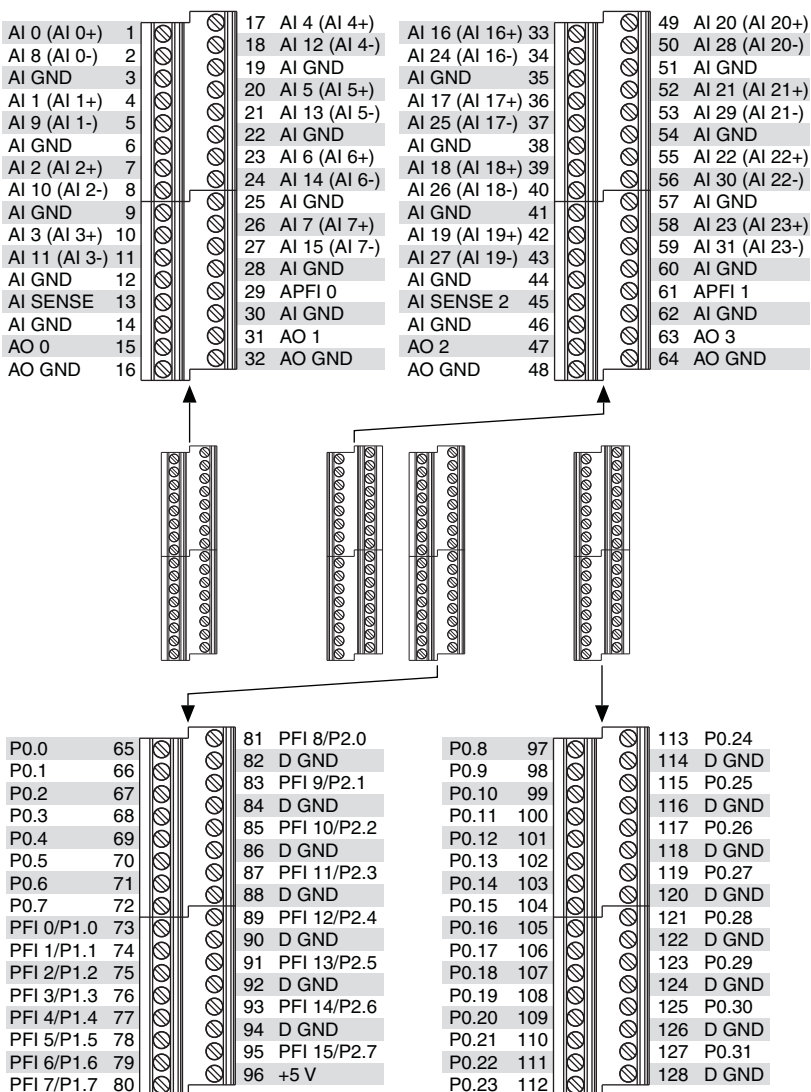 AI 0 (AI 0+) 1
AI 8 (AI 0-) 2
AI GND 3
AI 1 (AI 1+) 4
AI 9 (AI 1-) 5
AI GND 6
AI 2 (AI 2+) 7
AI 10 (AI 2-) 8
AI GND 9
AI 3 (AI 3+) 10
AI 11 (AI 3-) 11
AI GND 12
AI SENSE 13
AI GND 14
AO 0 15
AO GND 16
17 AI 4 (AI 4+)
18 AI 12 (AI 4-)
19 AI GND
20 AI 5 (AI 5+)
21 AI 13 (AI 5-)
22 AI GND
23 AI 6 (AI 6+)
24 AI 14 (AI 6-)
25 AI GND
26 AI 7 (AI 7+)
27 AI 15 (AI 7-)
28 AI GND
29 APFI 0
30 AI GND
31 AO 1
32 AO GND
AI 16 (AI 16+) 33
AI 24 (AI 16-) 34
AI GND 35
AI 17 (AI 17+) 36
AI 25 (AI 17-) 37
AI GND 38
AI 18 (AI 18+) 39
AI 26 (AI 18-) 40
AI GND 41
AI 19 (AI 19+) 42
AI 27 (AI 19-) 43
AI GND 44
AI SENSE 2 45
AI GND 46
AO 2 47
AO GND 48
49 AI 20 (AI 20+)
50 AI 28 (AI 20-)
51 AI GND
52 AI 21 (AI 21+)
53 AI 29 (AI 21-)
54 AI GND
55 AI 22 (AI 22+)
56 AI 30 (AI 22-)
57 AI GND
58 AI 23 (AI 23+)
59 AI 31 (AI 23-)
60 AI GND
61 APFI 1
62 AI GND
63 AO 3
64 AO GND
P0.0 65
P0.1 66
P0.2 67
P0.3 68
P0.4 69
P0.5 70
P0.6 71
P0.7 72
PFI 0/P1.0 73
PFI 1/P1.1 74
PFI 2/P1.2 75
PFI 3/P1.3 76
PFI 4/P1.4 77
PFI 5/P1.5 78
PFI 6/P1.6 79
PFI 7/P1.7 80
81 PFI 8/P2.0
82 D GND
83 PFI 9/P2.1
84 D GND
85 PFI 10/P2.2
86 D GND
87 PFI 11/P2.3
88 D GND
89 PFI 12/P2.4
90 D GND
91 PFI 13/P2.5
92 D GND
93 PFI 14/P2.6
94 D GND
95 PFI 15/P2.7
96 +5 V
P0.8 97
P0.9 98
P0.10 99
P0.11 100
P0.12 101
P0.13 102
P0.14 103
P0.15 104
P0.16 105
P0.17 106
P0.18 107
P0.19 108
P0.20 109
P0.21 110
P0.22 111
P0.23 112
113 P0.24
114 D GND
115 P0.25
116 D GND
117 P0.26
118 D GND
119 P0.27
120 D GND
121 P0.28
122 D GND
123 P0.29
124 D GND
125 P0.30
126 D GND
127 P0.31
128 D GND